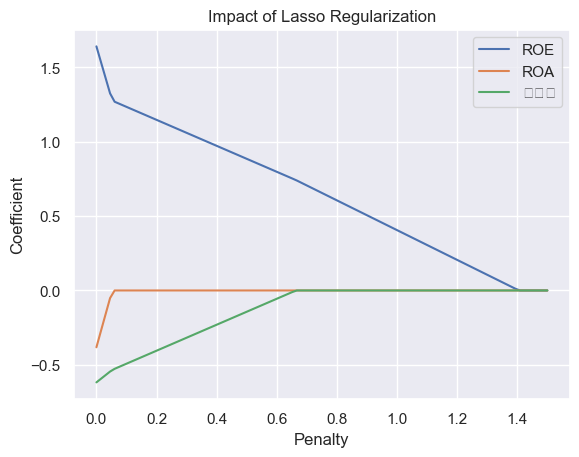 Impact of Lasso Regularization
ROE
ROA
Coefficient
1.5
1.0
0.5
0.0
−0.5
0.0 0.2 0.4 0.6 0.8 1.0 1.2 1.4
Penalty